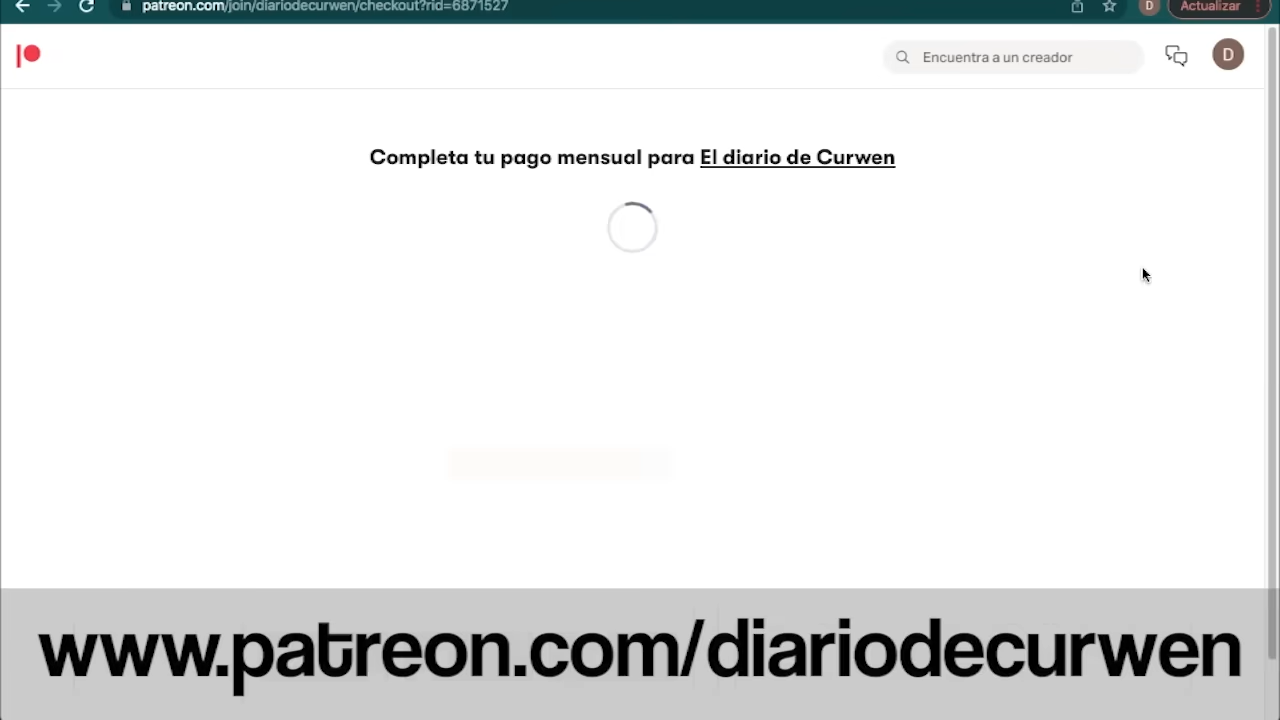 patreon.com/join/diariodecurwen/checkout?rid=6871527
D
Actualizar
Encuentra a un creador
D
Completa tu pago mensual para El diario de Curwen
www.patreon.com/diariodecurwen